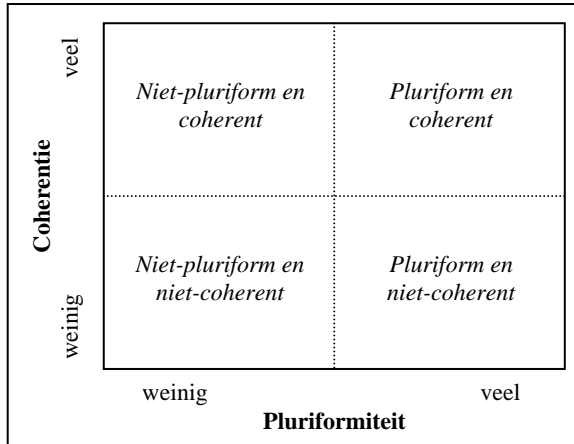 veel
Niet-pluriform en
coherent
Pluriform en
coherent
Coherentie
Niet-pluriform en
niet-coherent
Pluriform en
niet-coherent
weinig
weinig
veel
Pluriformiteit